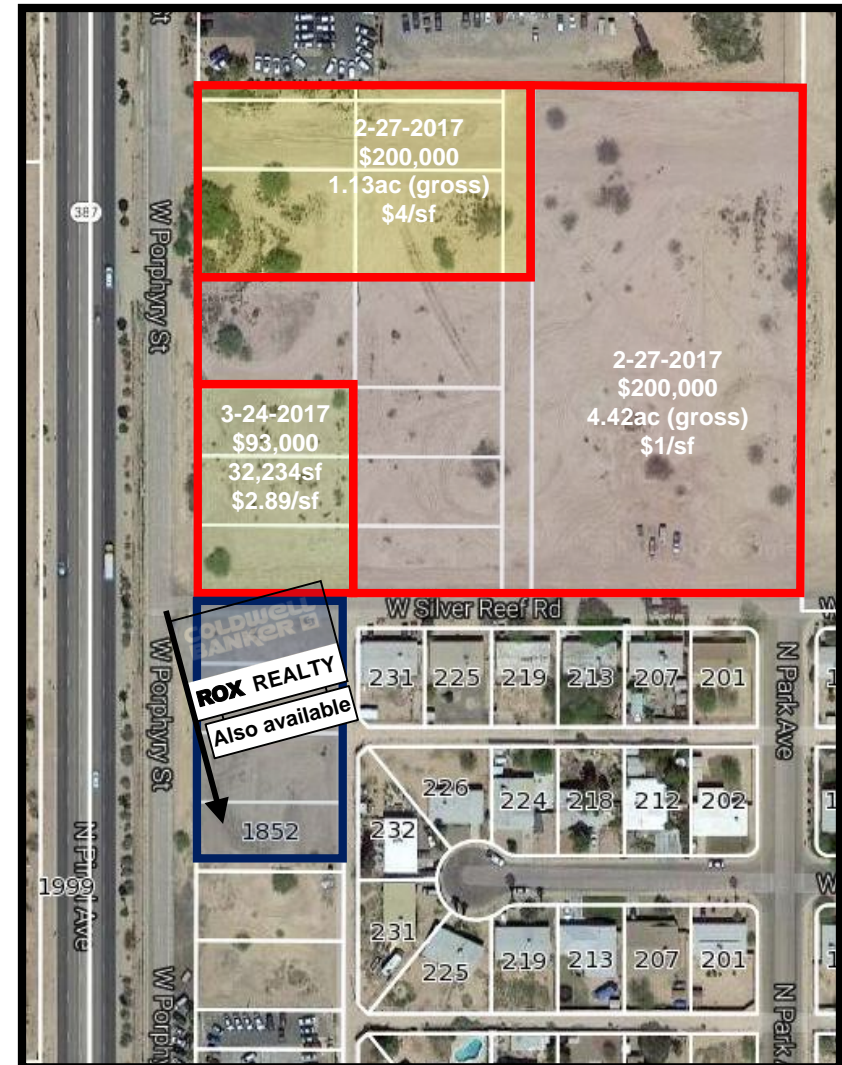 2-27-2017
$200,000
1.13ac (gross)
$4/sf
387
W Porphyry St
2-27-2017
$200,000
4.42ac (gross)
$1/sf
3-24-2017
$93,000
32,234sf
$2.89/sf
W Silver Reef Rd
COLDWELL
BANKER
ROX REALTY
Also available
W Porphyry St
231 225 219 213 207 201
N Park Ave
226 224 218 212 202
232
1852
N Pinal Ave
1999
231
225 219 213 207 201
W Porphy
N Park